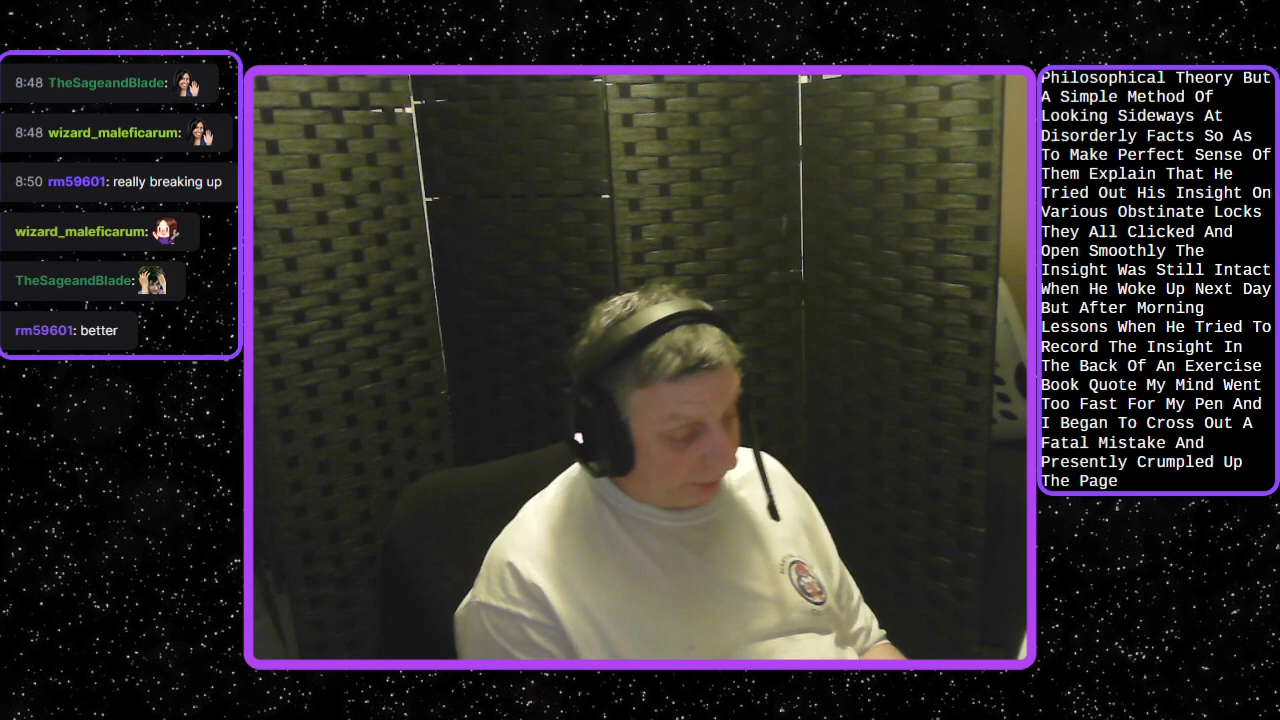 8:48 TheSageandBlade:
8:48 wizard_maleficarum:
8:50 rm59601: really breaking up
wizard_maleficarum:
TheSageandBlade:
rm59601: better
Philosophical Theory But
A Simple Method Of
Looking Sideways At
Disorderly Facts So As
To Make Perfect Sense Of
Them Explain That He
Tried Out His Insight On
Various Obstinate Locks
They All Clicked And
Open Smoothly The
Insight Was Still Intact
When He Woke Up Next Day
But After Morning
Lessons When He Tried To
Record The Insight In
The Back Of An Exercise
Book Quote My Mind Went
Too Fast For My Pen And
I Began To Cross Out A
Fatal Mistake And
Presently Crumpled Up
The Page